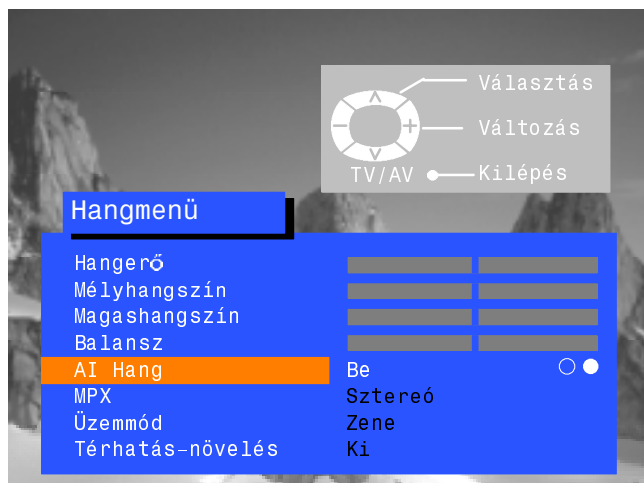 Választás
Változás
TV/AV Kilépés
Hangmenü
Hangerő
Mélyhangszín
Magashangszín
Balansz
AI Hang Be
MPX Sztereó
Üzemmód Zene
Térhatás-növelés Ki